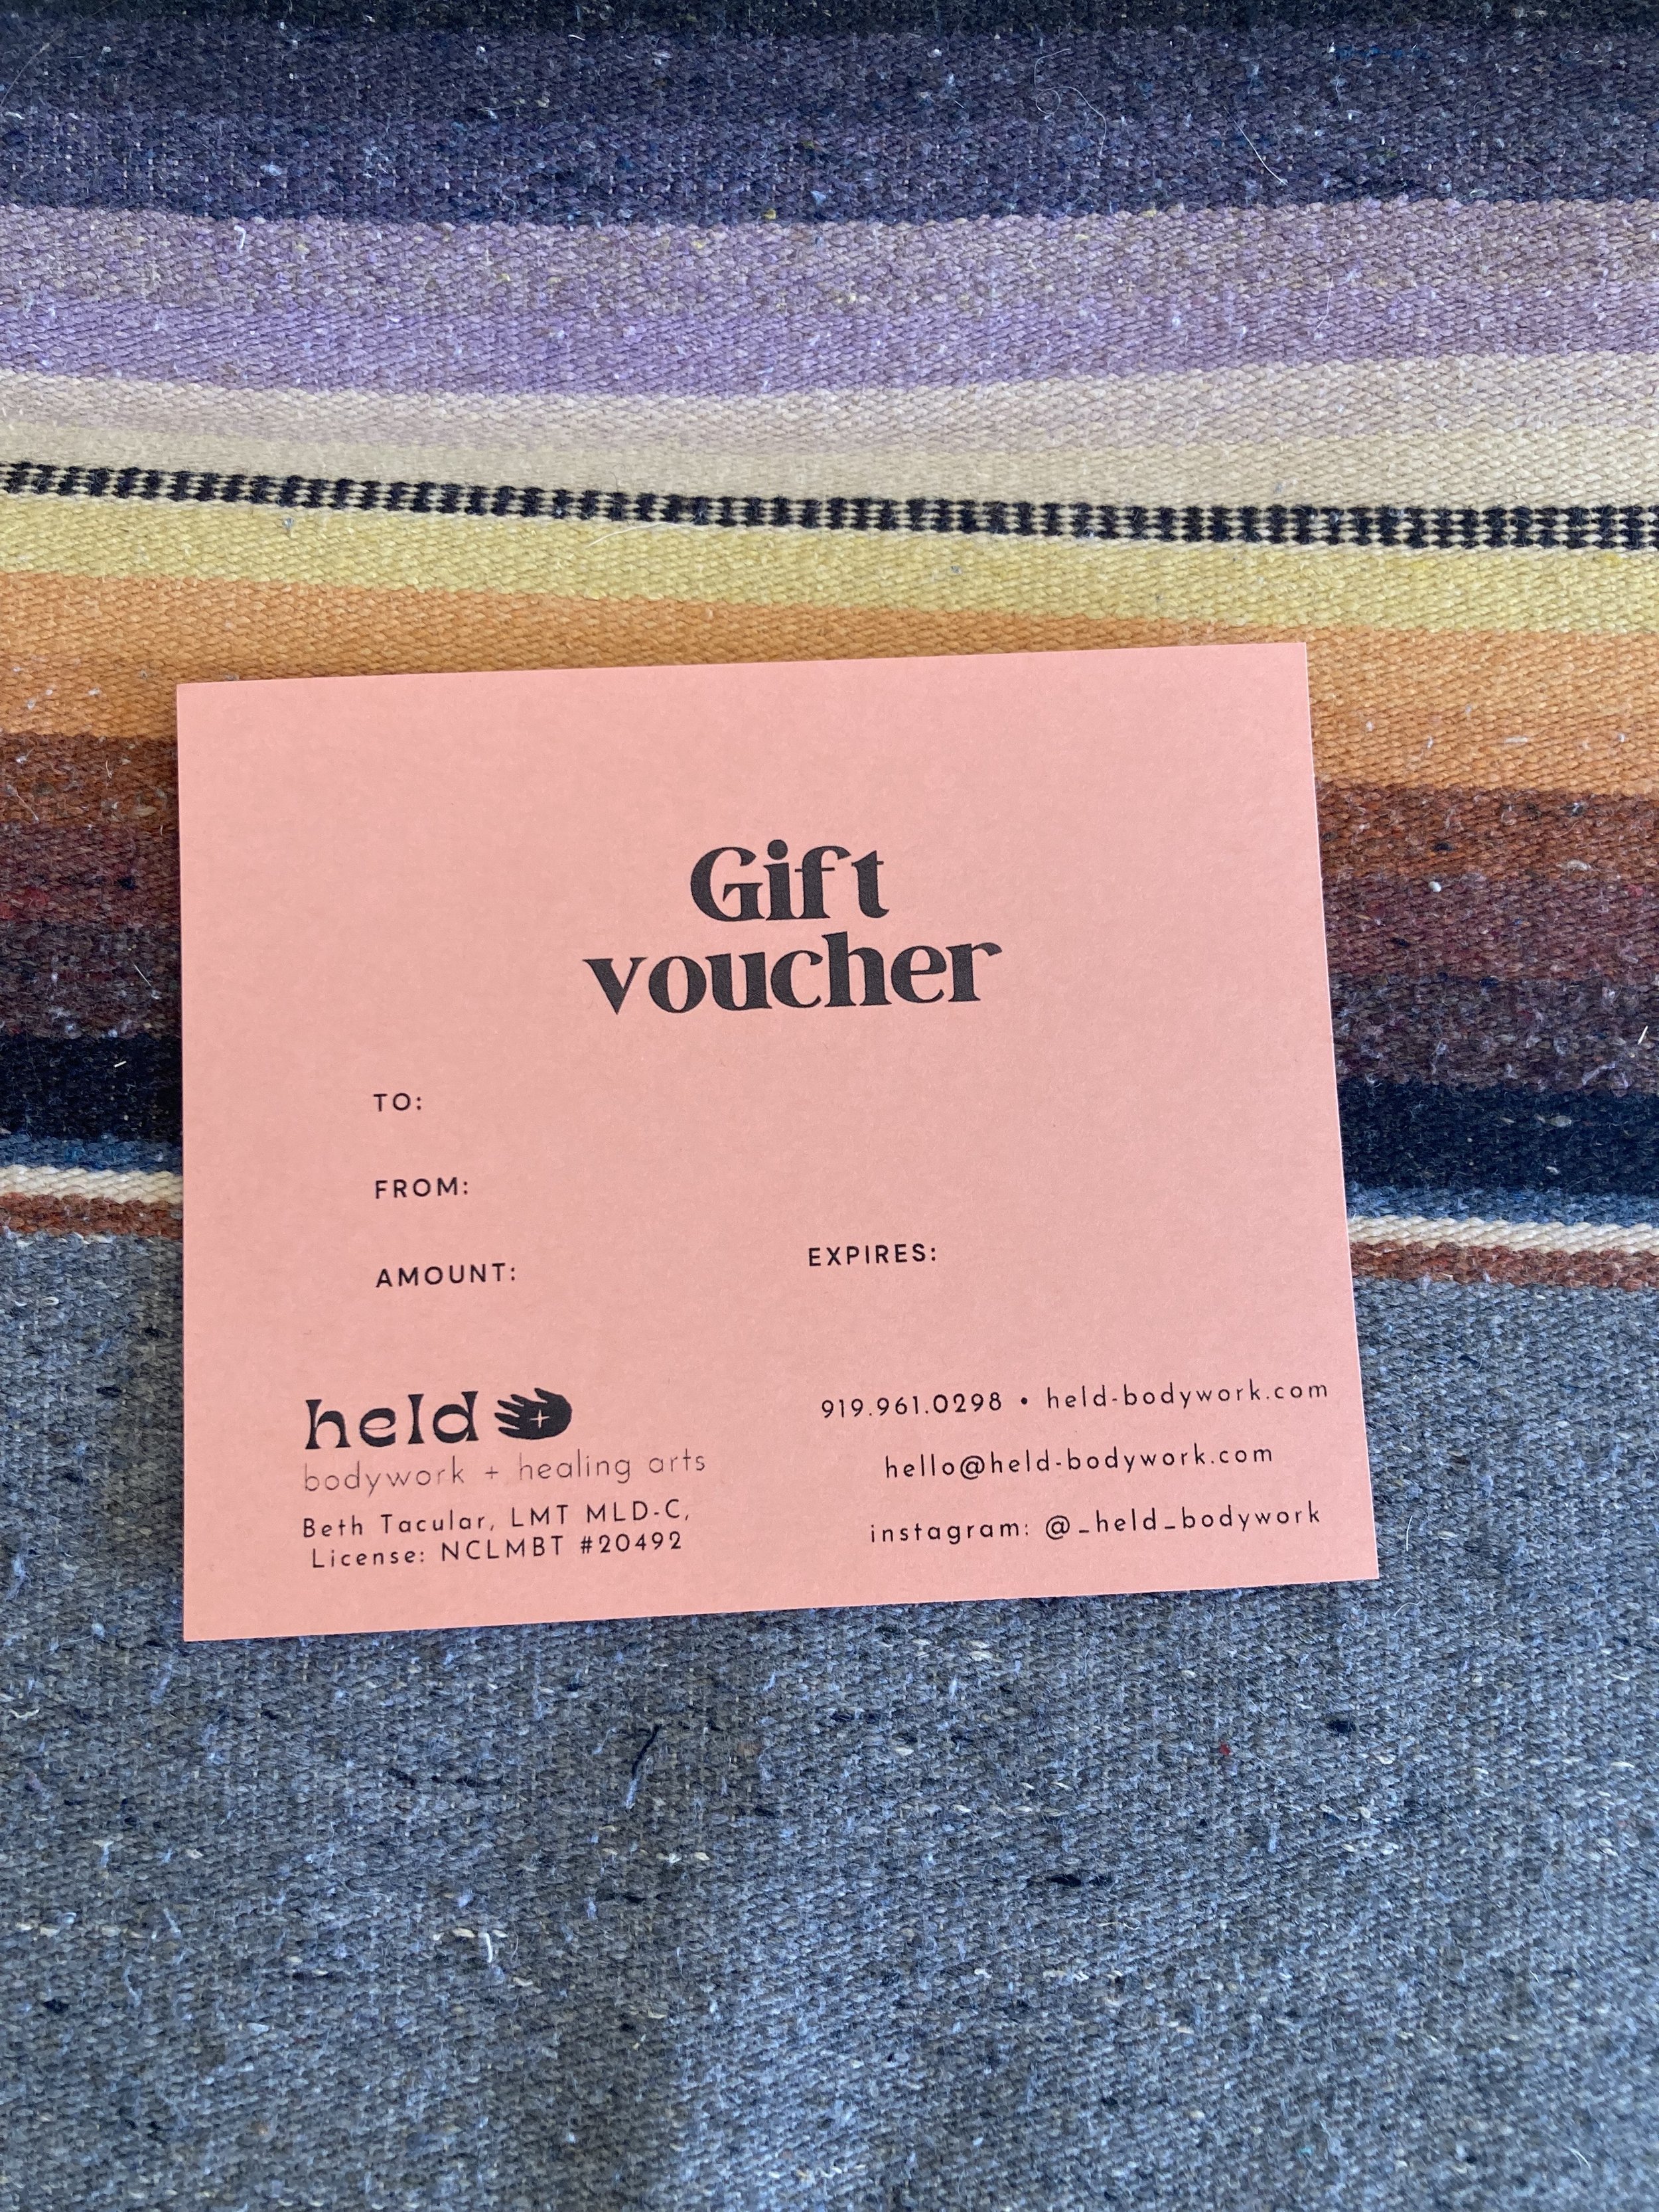 Gift
voucher
TO:
FROM:
AMOUNT:
EXPIRES:
held
bodywork + healing arts
Beth Tacular, LMT MLD-C,
License: NCLMBT #20492
919.961.0298 • held-bodywork.com
hello@held-bodywork.com
instagram: @_held_bodywork